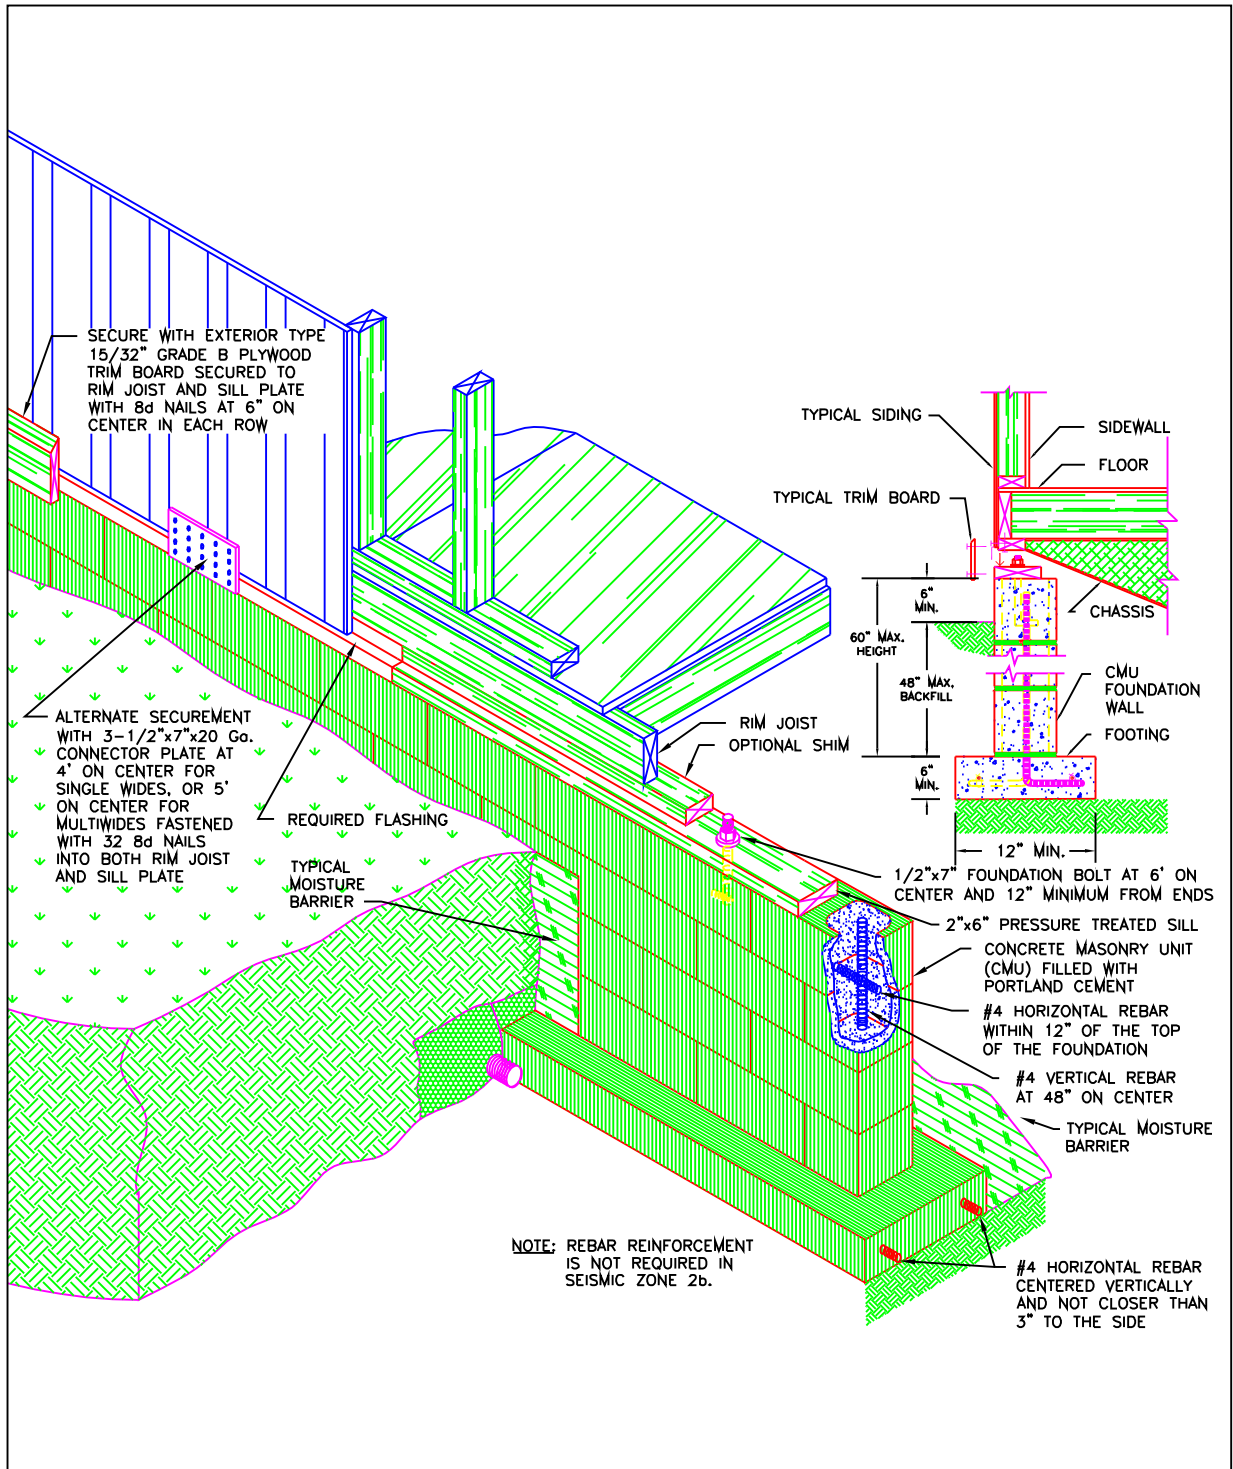 SECURE WITH EXTERIOR TYPE
15/32" GRADE B PLYWOOD
TRIM BOARD SECURED TO
RIM JOIST AND SILL PLATE
WITH 8d NAILS AT 6" ON
CENTER IN EACH ROW
TYPICAL SIDING
SIDEWALL
FLOOR
TYPICAL TRIM BOARD
CHASSIS
6"
MIN.
60" MAX.
HEIGHT
48" MAX.
BACKFILL
CMU
FOUNDATION
WALL
FOOTING
6"
MIN.
12" MIN.
ALTERNATE SECUREMENT
WITH 3-1/2"x7"x20 Ga.
CONNECTOR PLATE AT
4' ON CENTER FOR
SINGLE WIDES, OR 5'
ON CENTER FOR
MULTIWIDES FASTENED
WITH 32 8d NAILS
INTO BOTH RIM JOIST
AND SILL PLATE
RIM JOIST
OPTIONAL SHIM
REQUIRED FLASHING
TYPICAL
MOISTURE
BARRIER
1/2"x7" FOUNDATION BOLT AT 6' ON
CENTER AND 12" MINIMUM FROM ENDS
2"x6" PRESSURE TREATED SILL
CONCRETE MASONRY UNIT
(CMU) FILLED WITH
PORTLAND CEMENT
#4 HORIZONTAL REBAR
WITHIN 12" OF THE TOP
OF THE FOUNDATION
#4 VERTICAL REBAR
AT 48" ON CENTER
TYPICAL MOISTURE
BARRIER
NOTE: REBAR REINFORCEMENT
IS NOT REQUIRED IN
SEISMIC ZONE 2b.
#4 HORIZONTAL REBAR
CENTERED VERTICALLY
AND NOT CLOSER THAN
3" TO THE SIDE